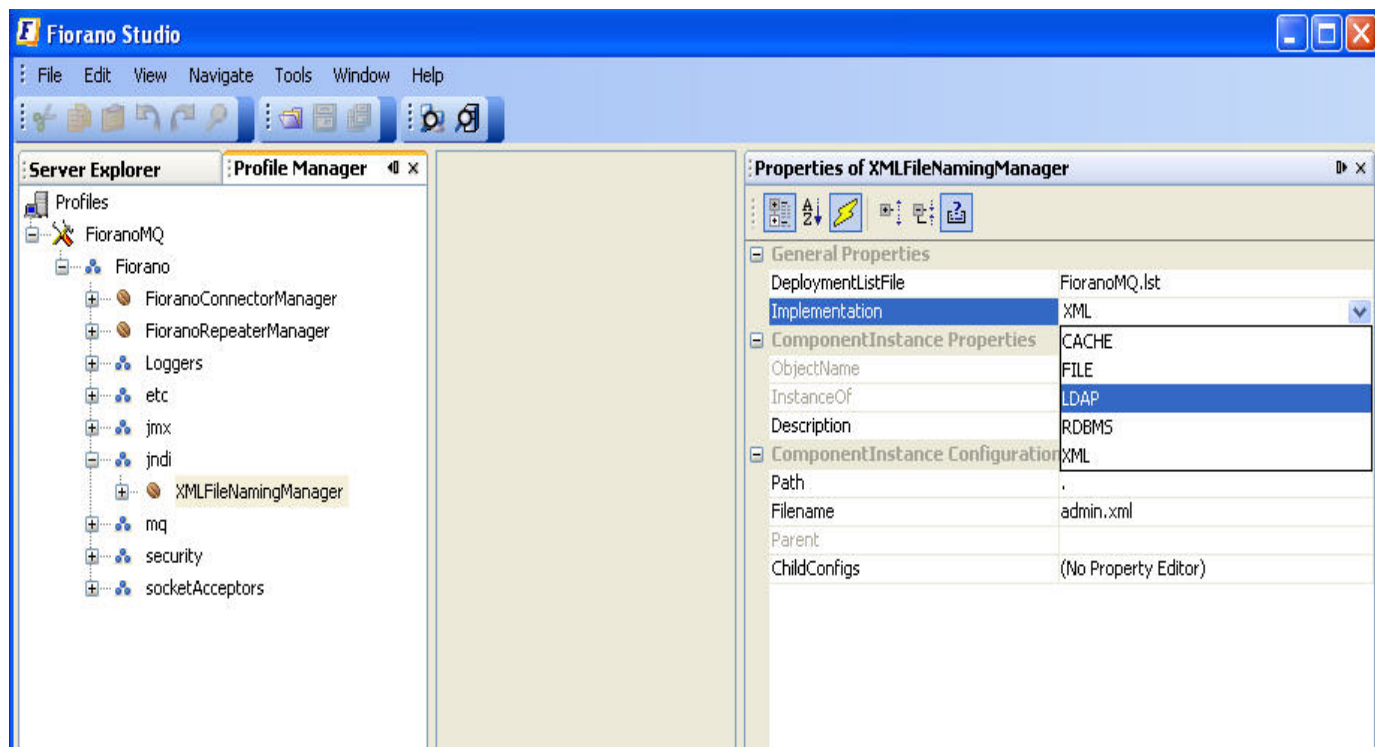 Fiorano Studio
File Edit View Navigate Tools Window Help
Server Explorer Profile Manager
Profiles
FioranoMQ
Fiorano
FioranoConnectorManager
FioranoRepeaterManager
Loggers
etc
jmx
jndi
XMLFileNamingManager
mq
security
socketAcceptors
Properties of XMLFileNamingManager
General Properties
DeploymentListFile FioranoMQ.lst
Implementation XML
ComponentInstance Properties CACHE
ObjectName FILE
InstanceOf LDAP
Description RDBMS
ComponentInstance Configuration XML
Path .
Filename admin.xml
Parent
ChildConfigs (No Property Editor)